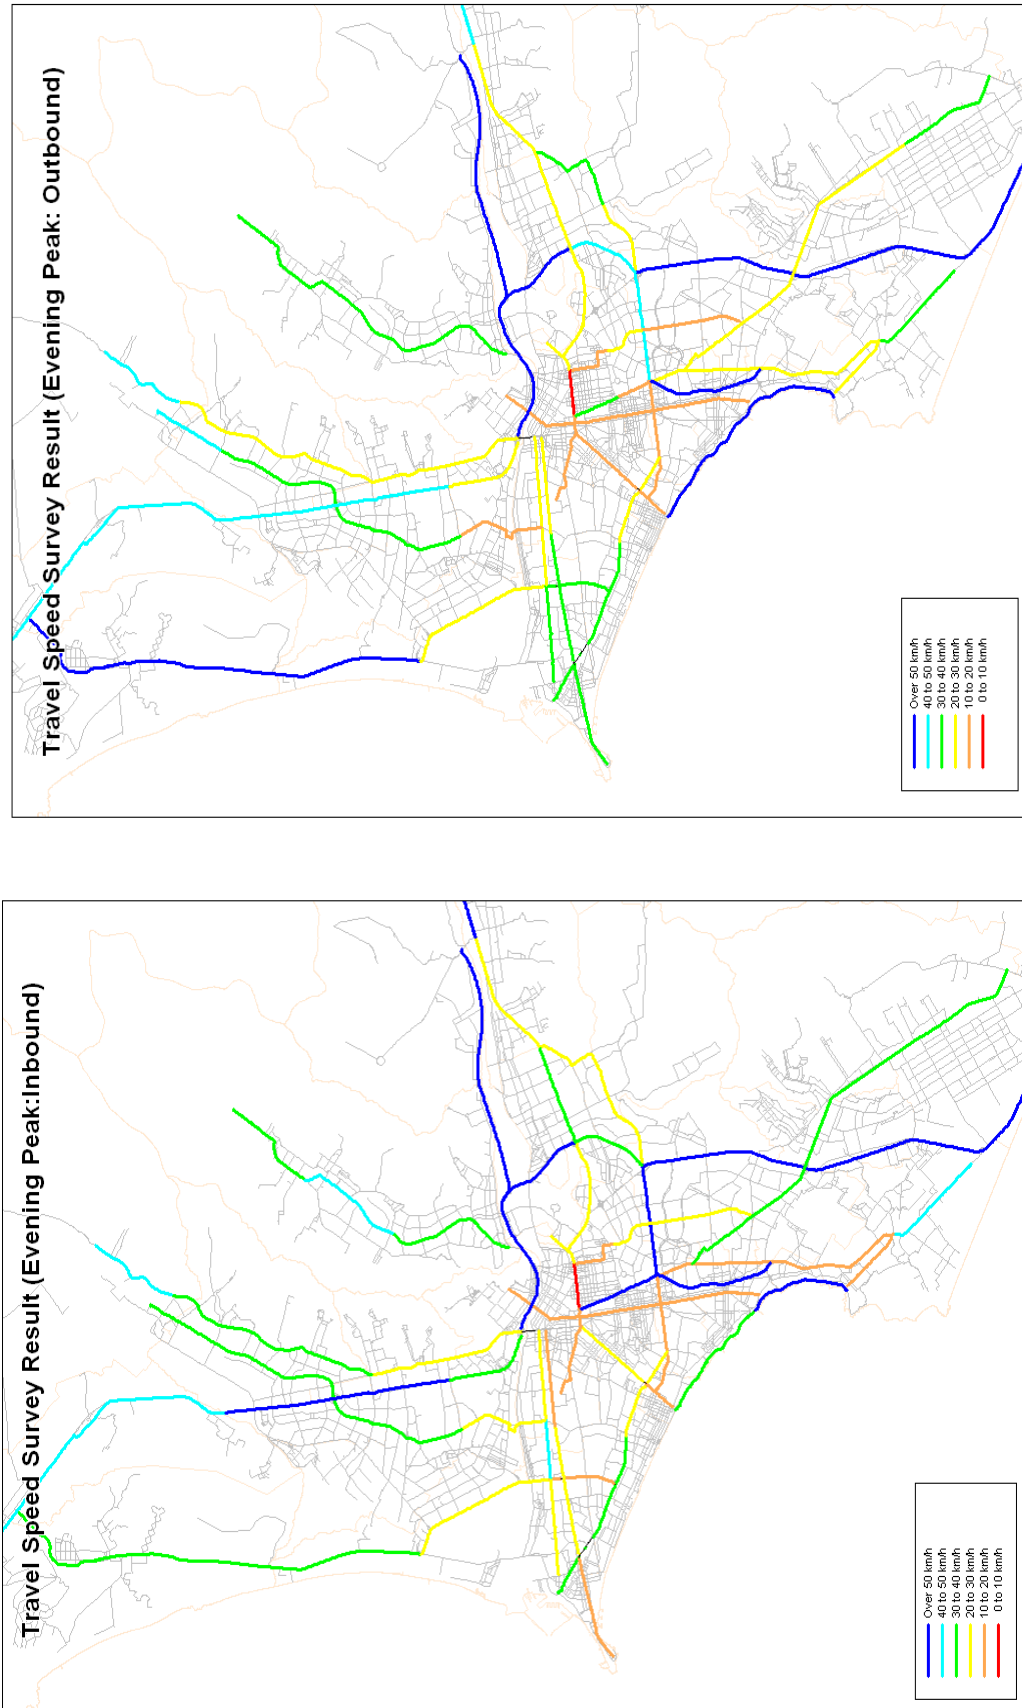 Travel Speed Survey Result (Evening Peak: Outbound)
Over 50 km/h
40 to 50 km/h
30 to 40 km/h
20 to 30 km/h
10 to 20 km/h
0 to 10 km/h
Travel Speed Survey Result (Evening Peak:Inbound)
Over 50 km/h
40 to 50 km/h
30 to 40 km/h
20 to 30 km/h
10 to 20 km/h
0 to 10 km/h